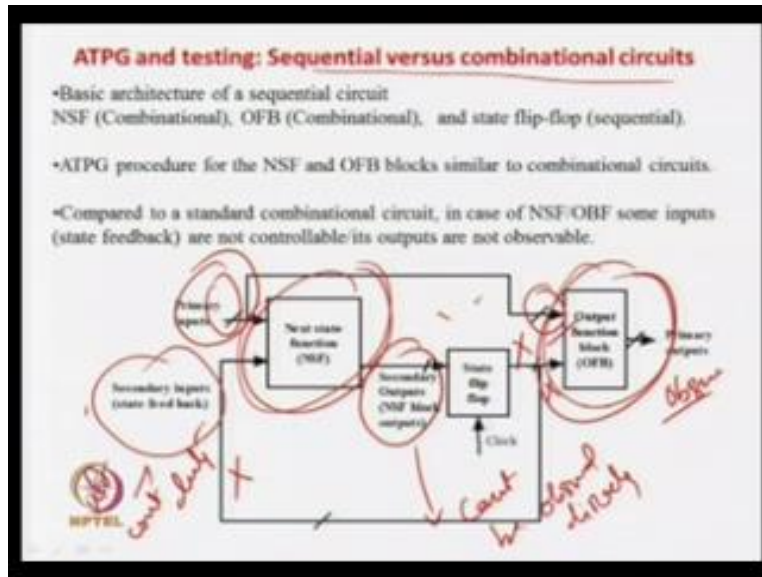 ATPG and testing: Sequential versus combinational circuits
•Basic architecture of a sequential circuit
NSF (Combinational), OFB (Combinational), and state flip-flop (sequential).
•ATPG procedure for the NSF and OFB blocks similar to combinational circuits.
•Compared to a standard combinational circuit, in case of NSF/OBF some inputs
(state feedback) are not controllable/its outputs are not observable.
Primary
inputs
Next state
function
(NSF)
Secondary inputs
(state feed back)
Secondary
Outputs
(NSF block
outputs)
State
flip
flop
Clock
Output
function
block
(OFB)
Primary
outputs
X
X
be
directly
NPTEL